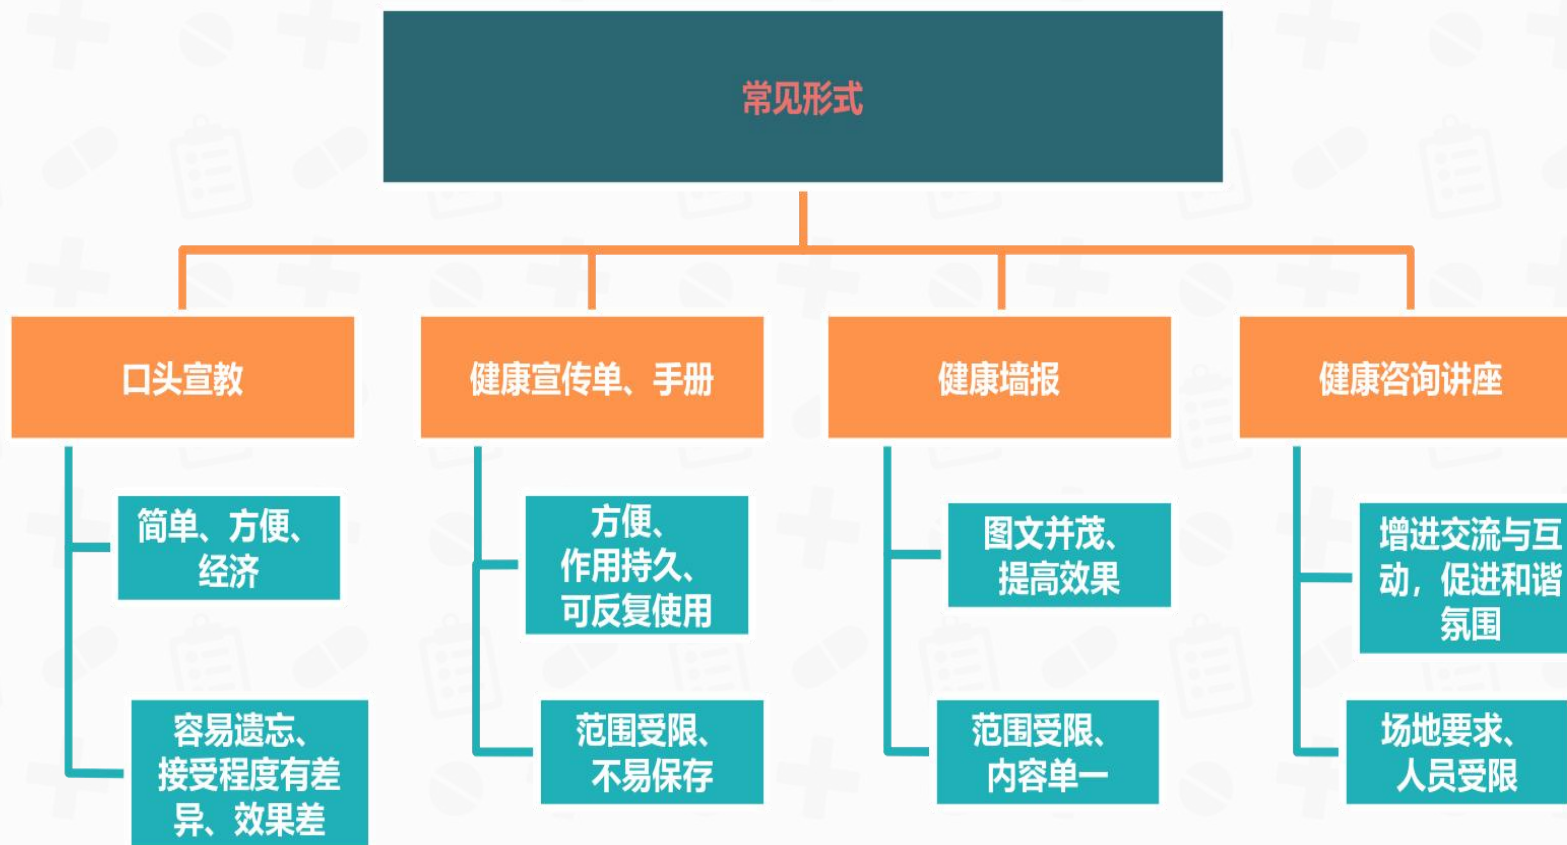 常见形式
口头宣教
健康宣传单、手册
健康墙报
健康咨询讲座
简单、方便、
经济
方便、
作用持久、
可反复使用
图文并茂、
提高效果
增进交流与互
动，促进和谐
氛围
容易遗忘、
接受程度有差
异、效果差
范围受限、
不易保存
范围受限、
内容单一
场地要求、
人员受限